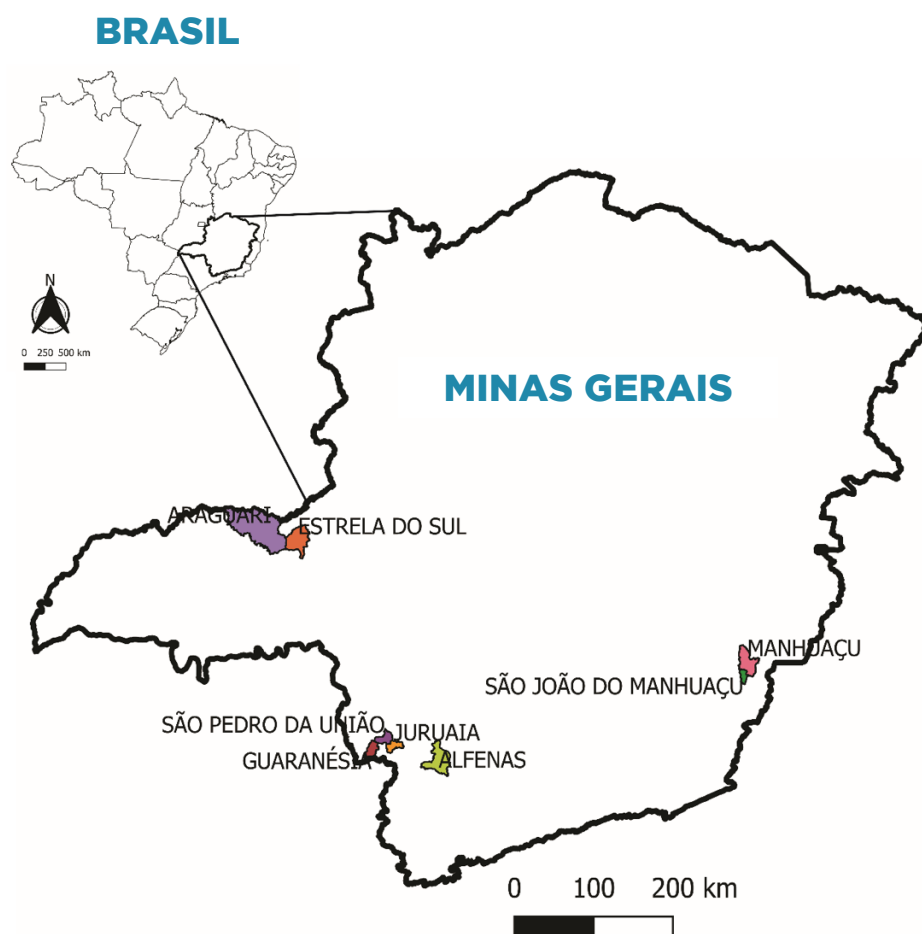 BRASIL
N
0 250 500 km
MINAS GERAIS
ARAGUARI
ESTRELA DO SUL
MANHUAÇU
SÃO JOÃO DO MANHUAÇU
SÃO PEDRO DA UNIÃO
JURUAIA
GUARANÉSIA
ALFENAS
0 100 200 km